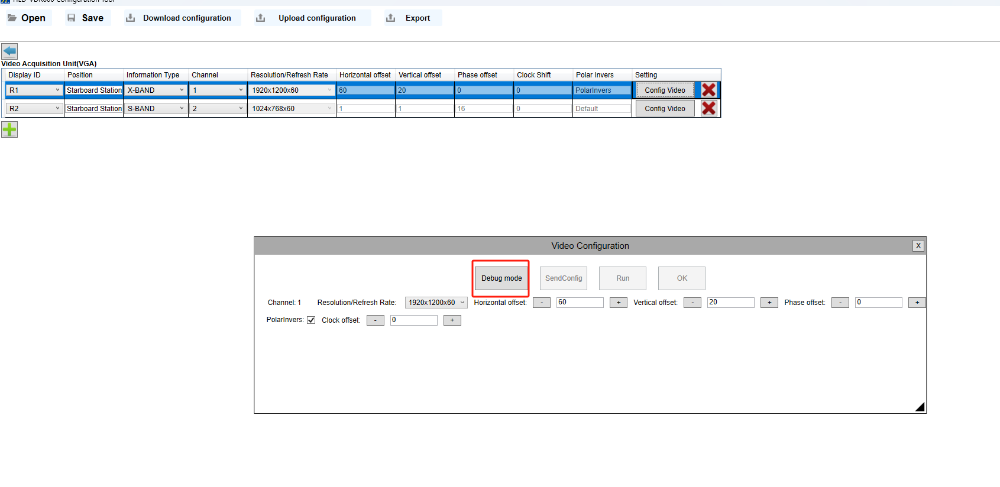 HLD-VDR600 Configuration Tool
Open Save Download configuration Upload configuration Export
Video Acquisition Unit(VGA)
Display ID Position Information Type Channel Resolution/Refresh Rate Horizontal offset Vertical offset Phase offset Clock Shift Polar Invers Setting
R1 Starboard Station X-BAND 1 1920x1200x60 60 20 0 0 PolarInvers Config Video
R2 Starboard Station S-BAND 2 1024x768x60 1 1 16 0 Default Config Video
Video Configuration X
Debug mode SendConfig Run OK
Channel: 1 Resolution/Refresh Rate: 1920x1200x60 Horizontal offset: - 60 + Vertical offset: - 20 + Phase offset: - 0 +
PolarInvers: Clock offset: - 0 +